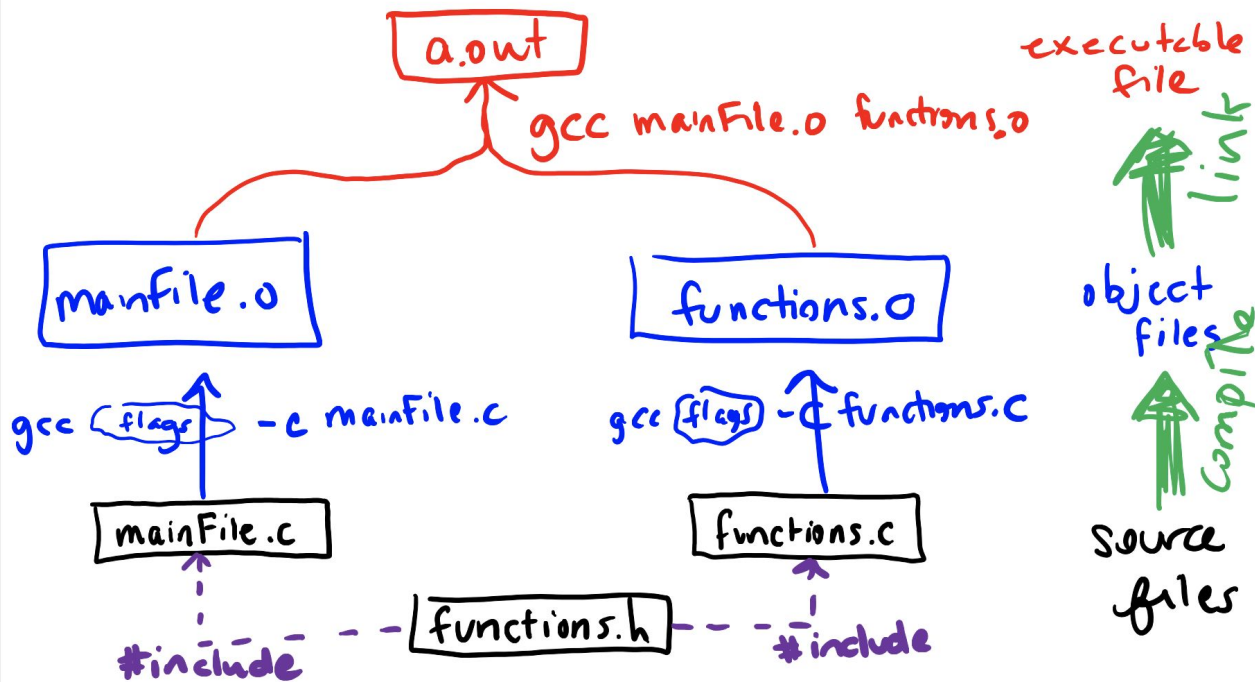 a.out
executable
file
gcc mainFile.o functions.o
link
mainFile.o
functions.o
object
files
gcc flags -c mainFile.c
gcc flags -c functions.c
compile
mainFile.c
functions.c
source
files
functions.h
#include
#include